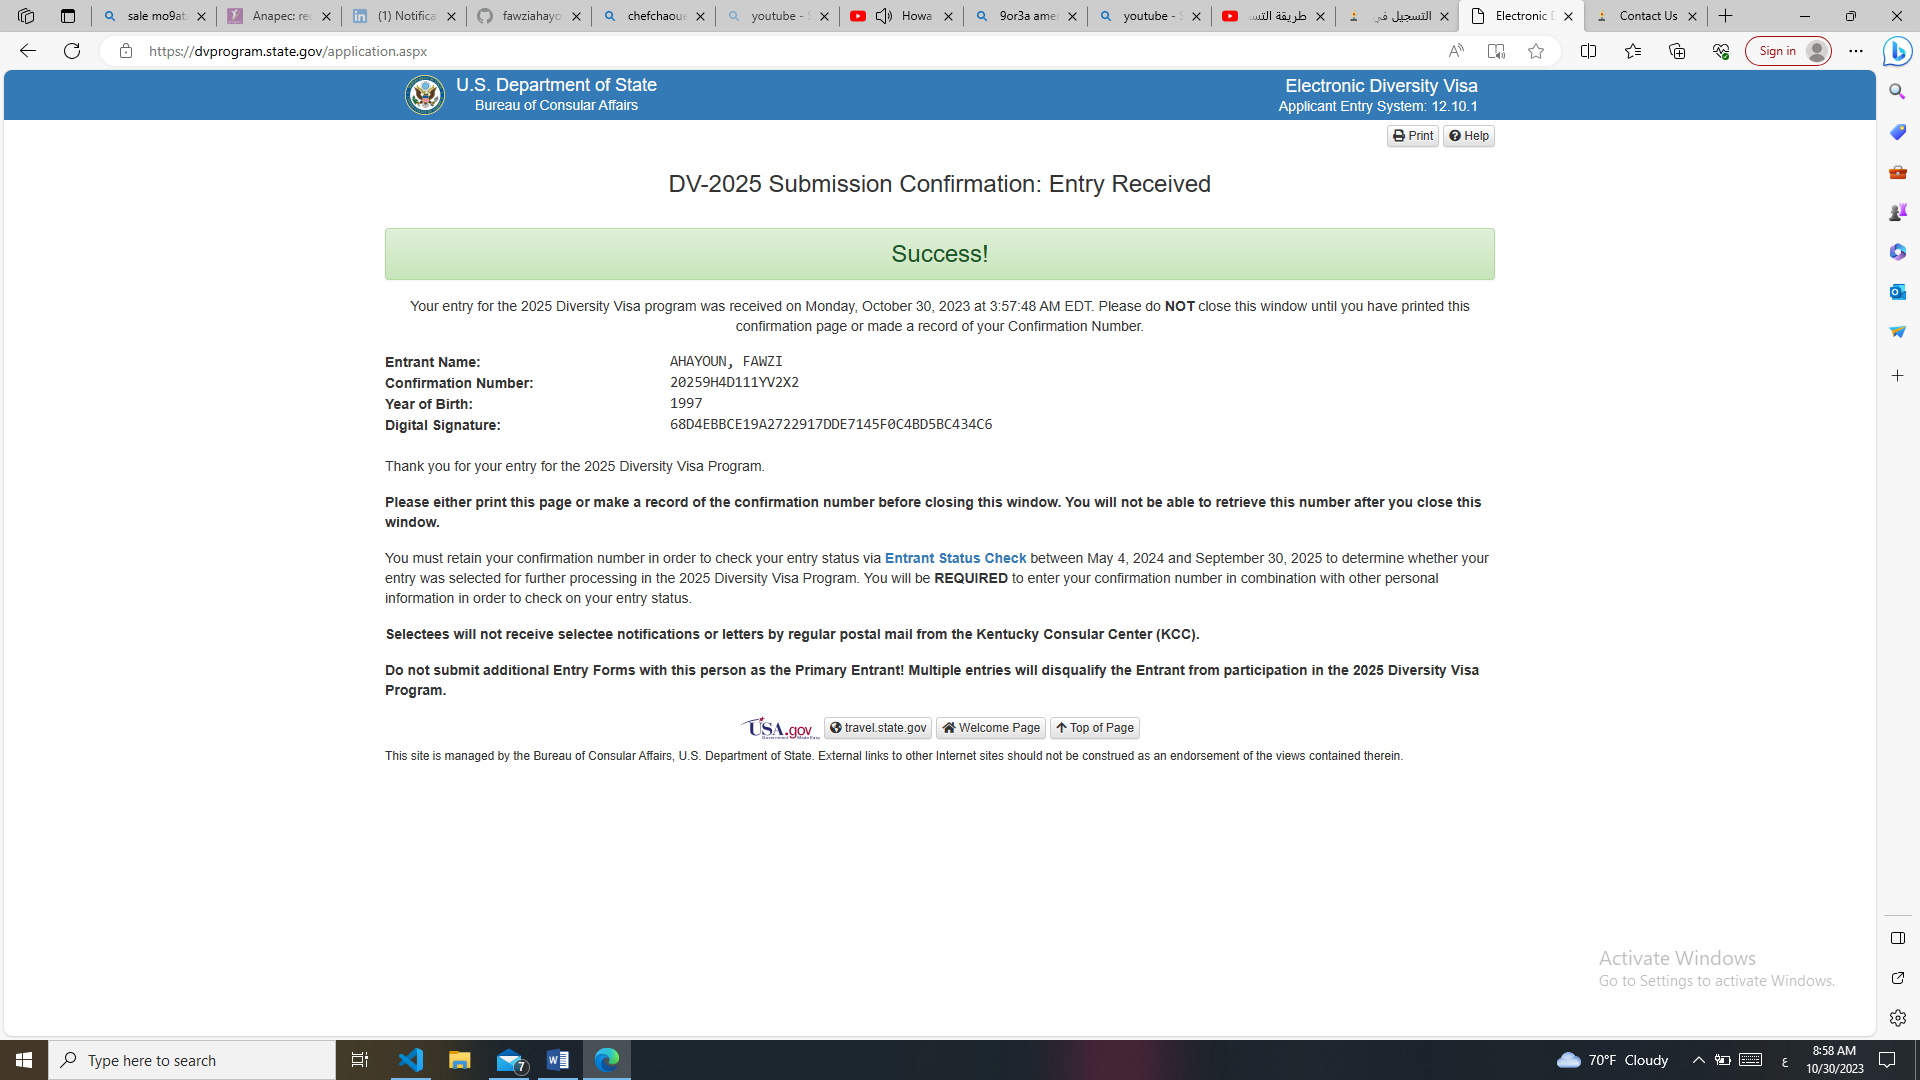 sale mo9ata
Anapec: rec
(1) Notificat
fawziahayo
chefchaoue
youtube - S
Howa
9or3a amer
youtube - S
طريقة التس
التسجيل في
Electronic D
Contact Us
https://dvprogram.state.gov/application.aspx
Sign in
U.S. Department of State
Bureau of Consular Affairs
Electronic Diversity Visa
Applicant Entry System: 12.10.1
Print
Help
DV-2025 Submission Confirmation: Entry Received
Success!
Your entry for the 2025 Diversity Visa program was received on Monday, October 30, 2023 at 3:57:48 AM EDT. Please do NOT close this window until you have printed this
confirmation page or made a record of your Confirmation Number.
Entrant Name: AHAYOUN, FAWZI
Confirmation Number: 20259H4D111YV2X2
Year of Birth: 1997
Digital Signature: 68D4EBBCE19A2722917DDE7145F0C4BD5BC434C6
Thank you for your entry for the 2025 Diversity Visa Program.
Please either print this page or make a record of the confirmation number before closing this window. You will not be able to retrieve this number after you close this
window.
You must retain your confirmation number in order to check your entry status via Entrant Status Check between May 4, 2024 and September 30, 2025 to determine whether your
entry was selected for further processing in the 2025 Diversity Visa Program. You will be REQUIRED to enter your confirmation number in combination with other personal
information in order to check on your entry status.
Selectees will not receive selectee notifications or letters by regular postal mail from the Kentucky Consular Center (KCC).
Do not submit additional Entry Forms with this person as the Primary Entrant! Multiple entries will disqualify the Entrant from participation in the 2025 Diversity Visa
Program.
USA.gov
Government Made Easy
travel.state.gov
Welcome Page
Top of Page
This site is managed by the Bureau of Consular Affairs, U.S. Department of State. External links to other Internet sites should not be construed as an endorsement of the views contained therein.
Activate Windows
Go to Settings to activate Windows.
Type here to search
7
70°F Cloudy
ع
8:58 AM
10/30/2023